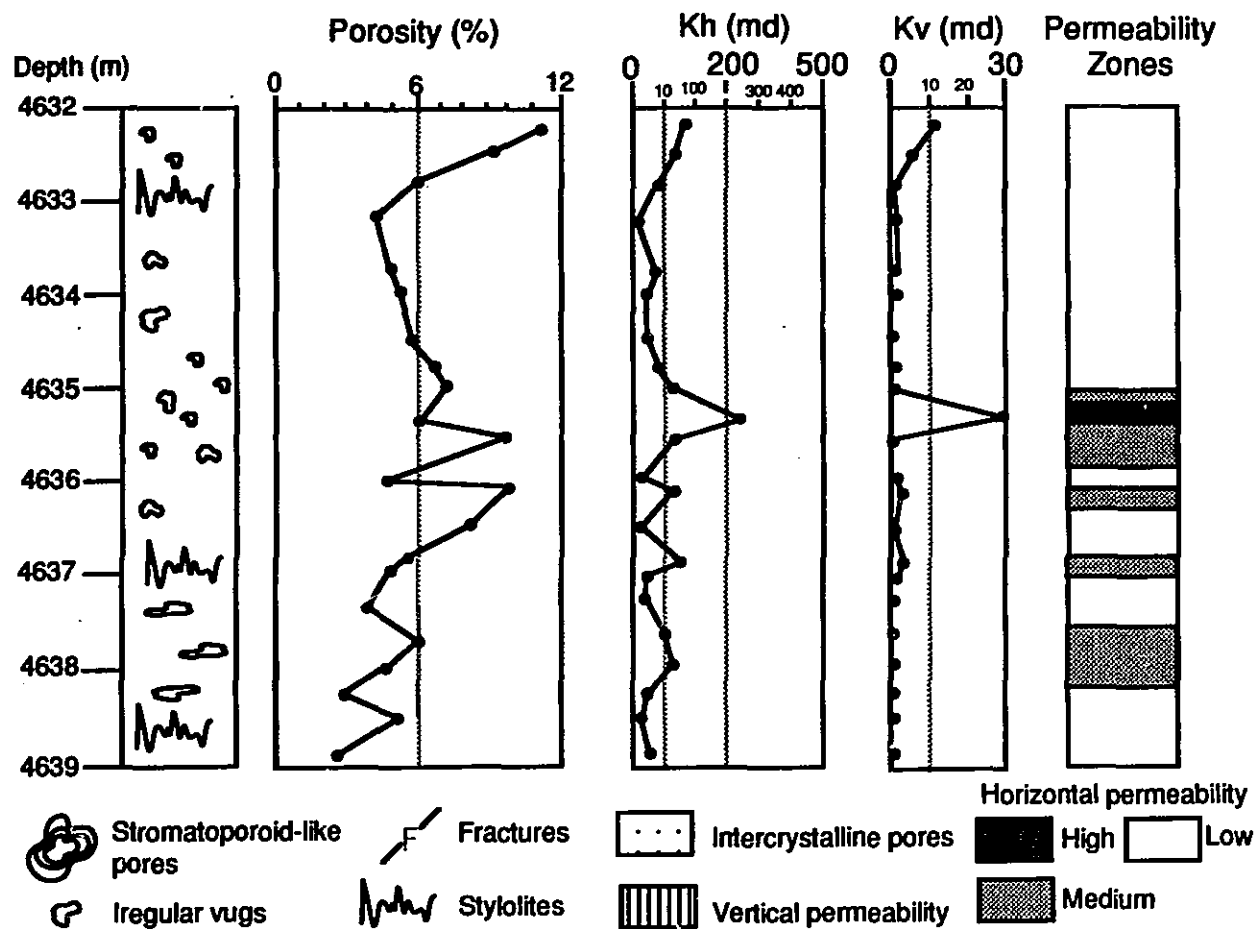 Porosity (%)
Kh (md)
Kv (md)
Permeability
Zones
Depth (m)
0
6
12
0
10
100
200
300
400
500
0
10
20
30
4632
4633
4634
4635
4636
4637
4638
4639
Horizontal permeability
Stromatoporoid-like
pores
F
Fractures
Intercrystalline pores
High
Low
Iregular vugs
Stylolites
Vertical permeability
Medium